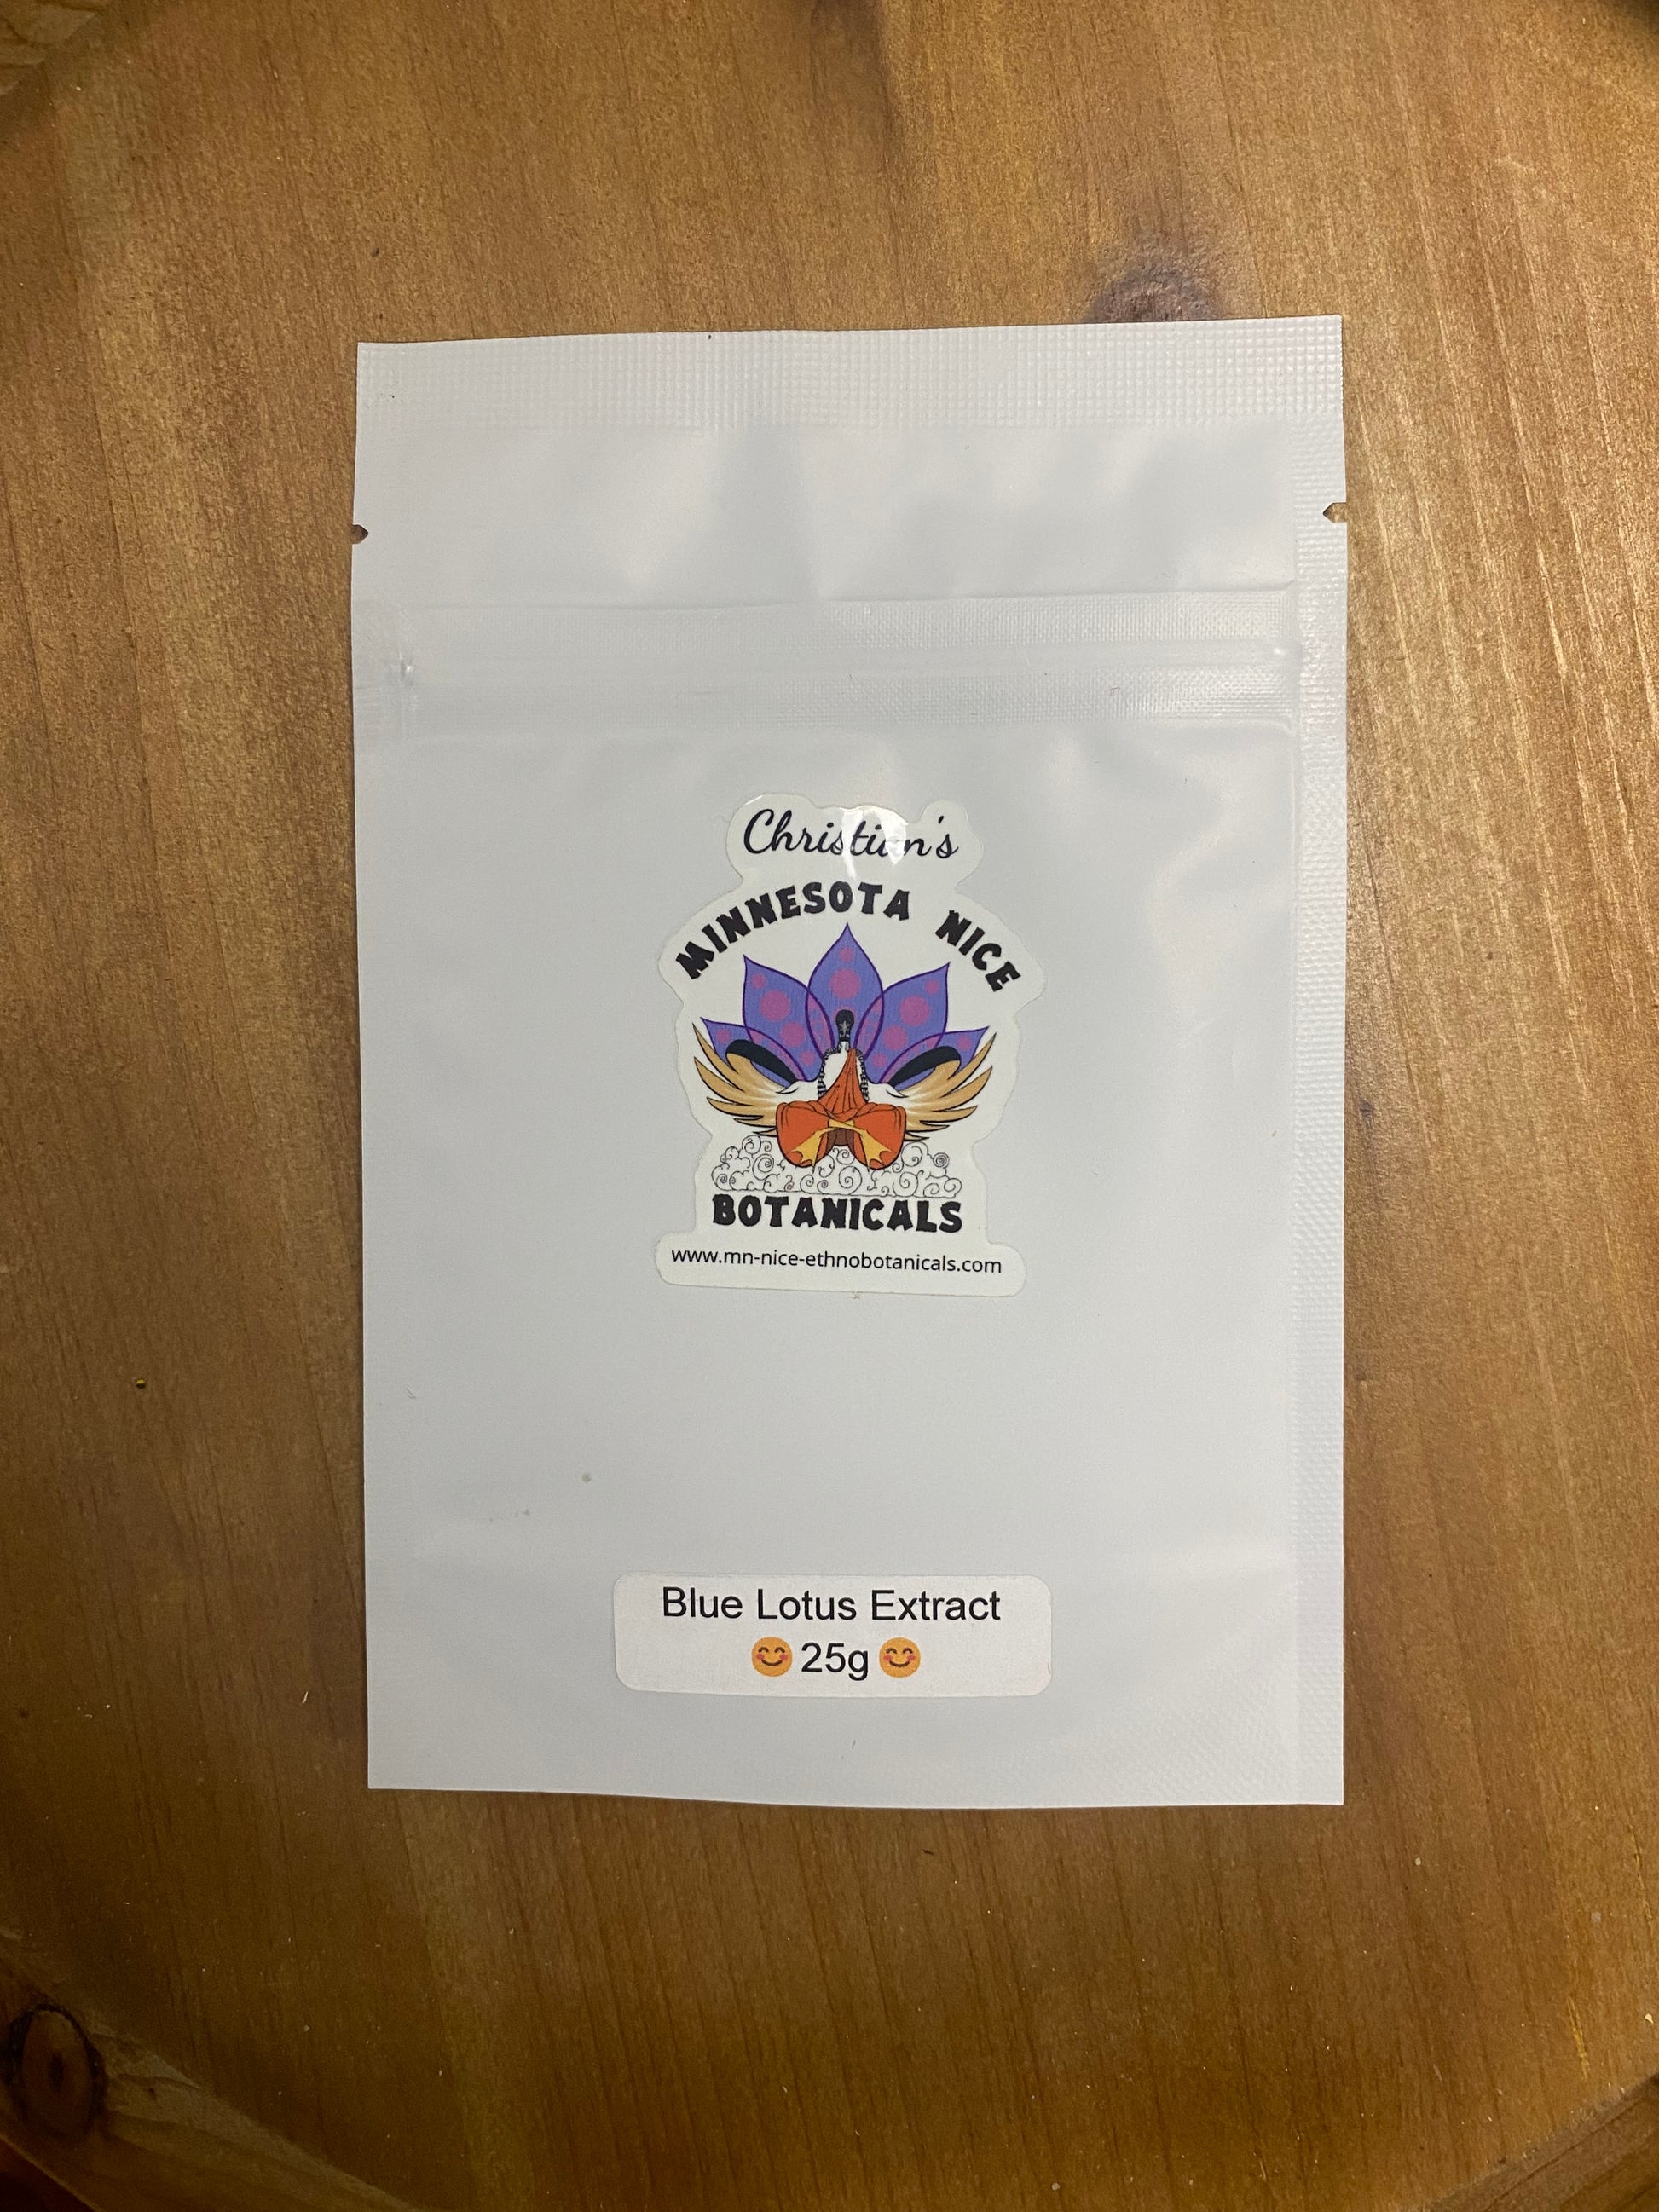 Christian's
MINNESOTA NICE
BOTANICALS
www.mn-nice-ethnobotanicals.com
Blue Lotus Extract
😊 25g 😊